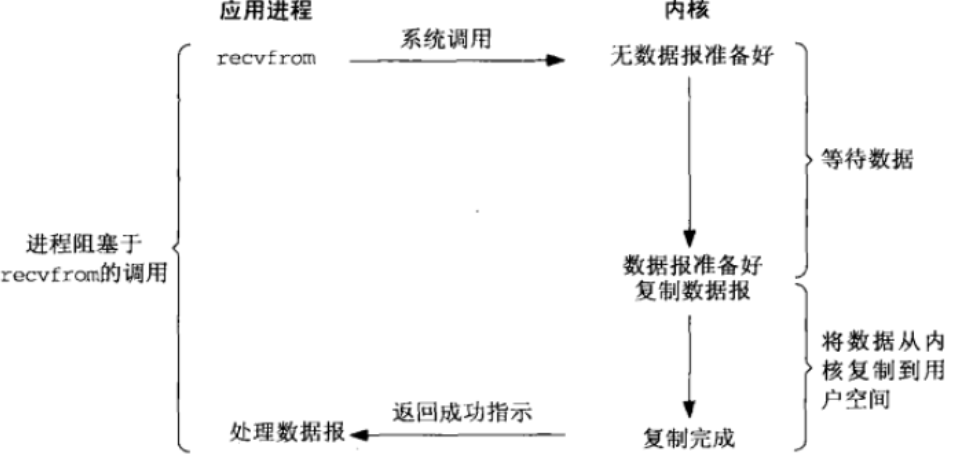 应用进程
内核
recvfrom
系统调用
无数据报准备好
等待数据
进程阻塞于
recvfrom的调用
数据报准备好
复制数据报
将数据从内
核复制到用
户空间
处理数据报
返回成功指示
复制完成